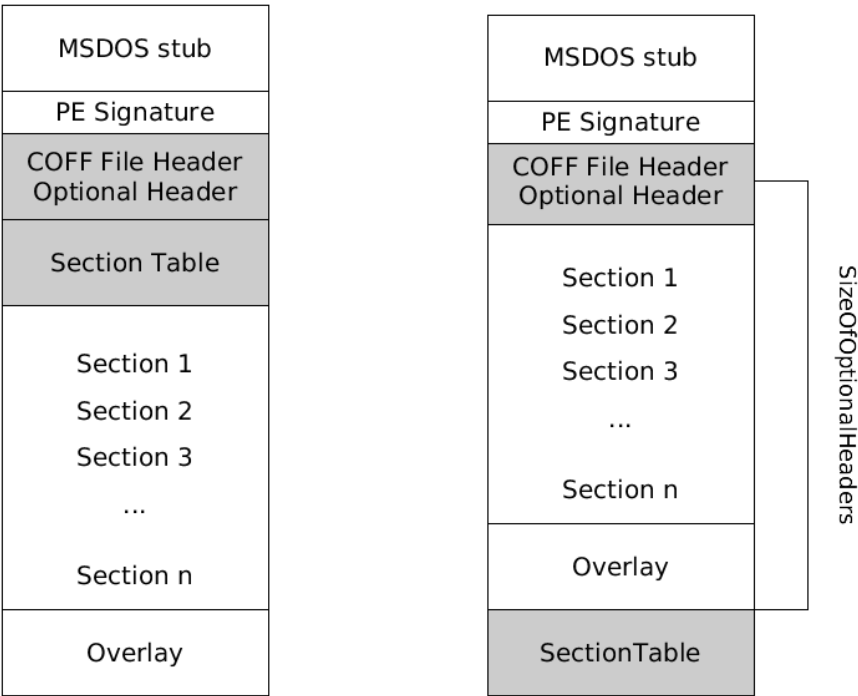 MSDOS stub
PE Signature
COFF File Header
Optional Header
Section Table
Section 1
Section 2
Section 3
...
Section n
Overlay
MSDOS stub
PE Signature
COFF File Header
Optional Header
Section 1
Section 2
Section 3
...
Section n
Overlay
SectionTable
SizeOfOptionalHeaders